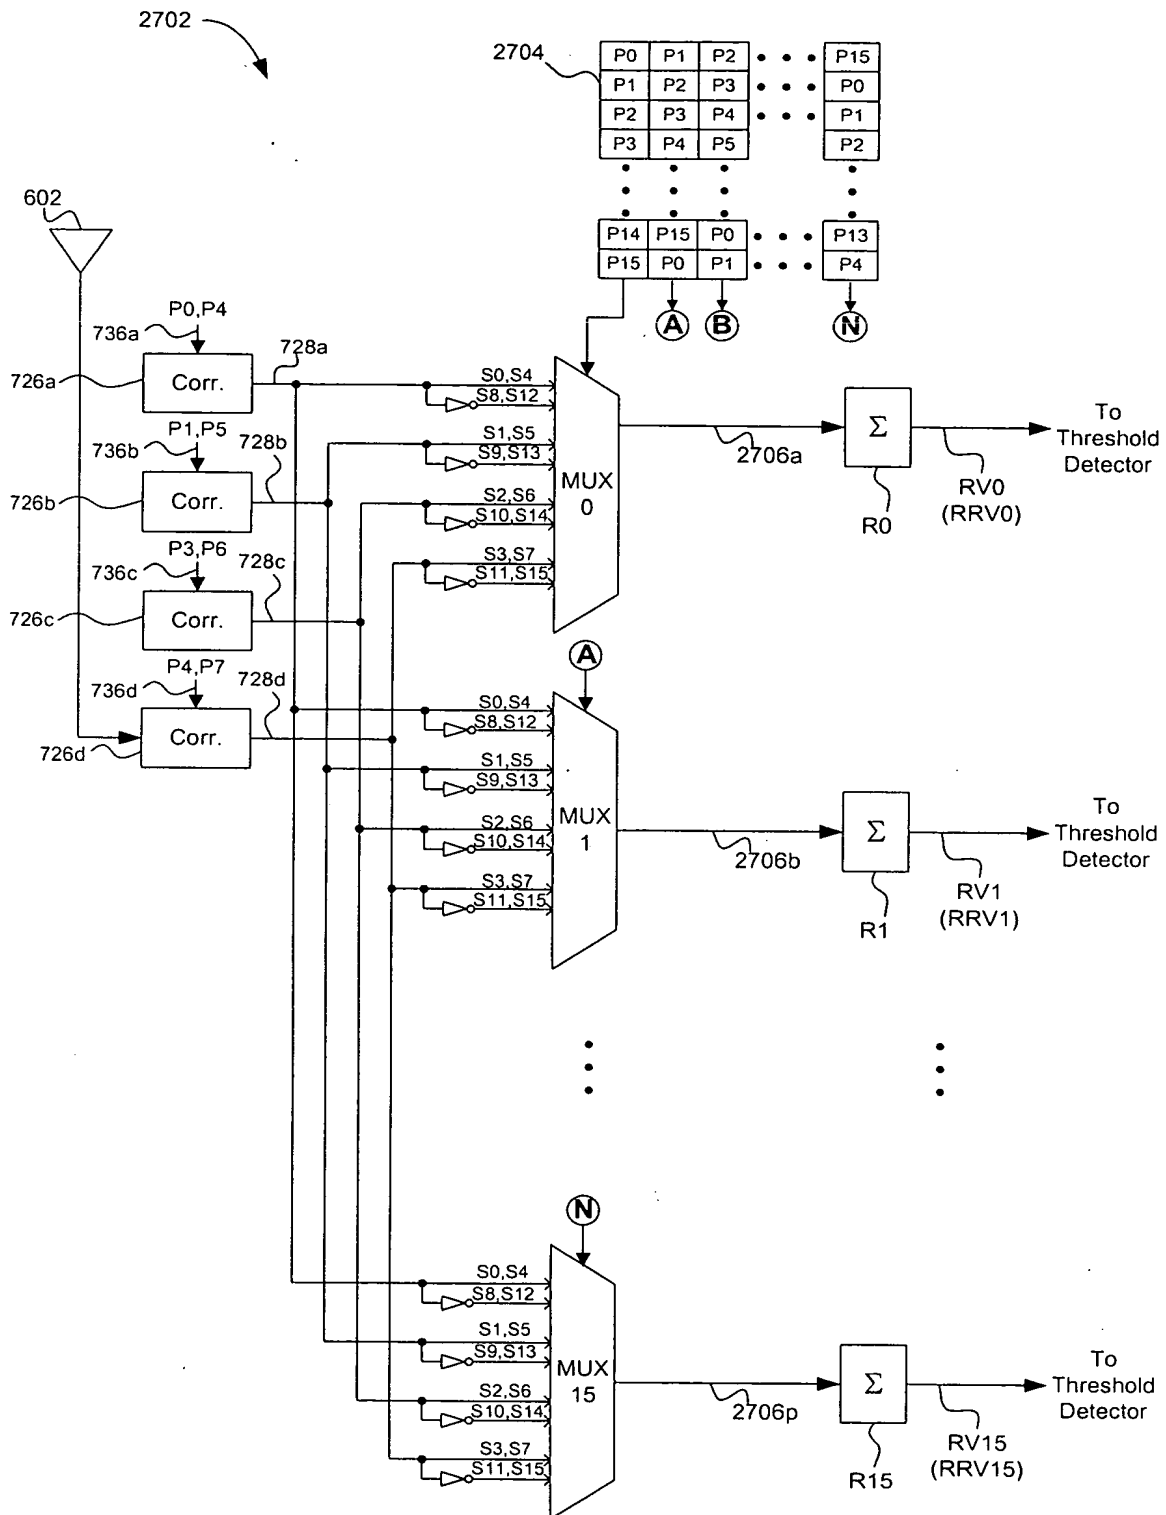 2702
2704
P0 P1 P2 P15
P1 P2 P3 P0
P2 P3 P4 P1
P3 P4 P5 P2
P14 P15 P0 P13
P15 P0 P1 P4
A B N
602
P0,P4
736a
728a
726a
Corr.
P1,P5
736b
728b
726b
Corr.
P3,P6
736c
728c
726c
Corr.
P4,P7
736d
728d
726d
Corr.
S0,S4
S8,S12
S1,S5
S9,S13
S2,S6
S10,S14
S3,S7
S11,S15
MUX
0
2706a
Σ
R0
RV0
(RRV0)
To
Threshold
Detector
A
S0,S4
S8,S12
S1,S5
S9,S13
S2,S6
S10,S14
S3,S7
S11,S15
MUX
1
2706b
Σ
R1
RV1
(RRV1)
To
Threshold
Detector
N
S0,S4
S8,S12
S1,S5
S9,S13
S2,S6
S10,S14
S3,S7
S11,S15
MUX
15
2706p
Σ
R15
RV15
(RRV15)
To
Threshold
Detector